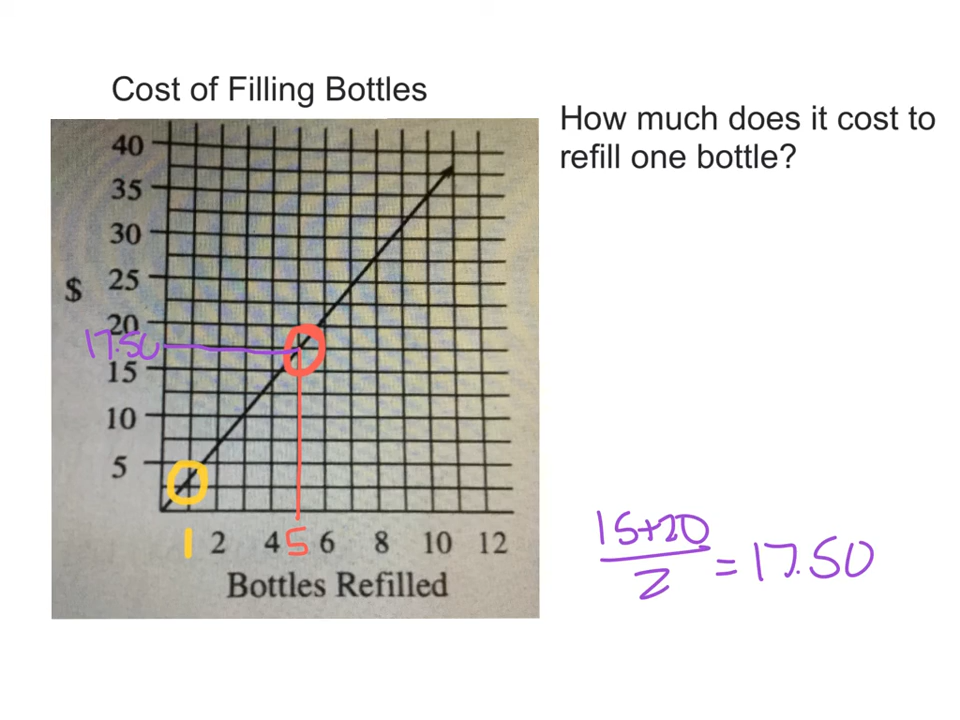 Cost of Filling Bottles
How much does it cost to
refill one bottle?
40
35
30
25
$
20
17.50
15
10
5
1 2 4 5 6 8 10 12
Bottles Refilled
15+20
2
= 17.50